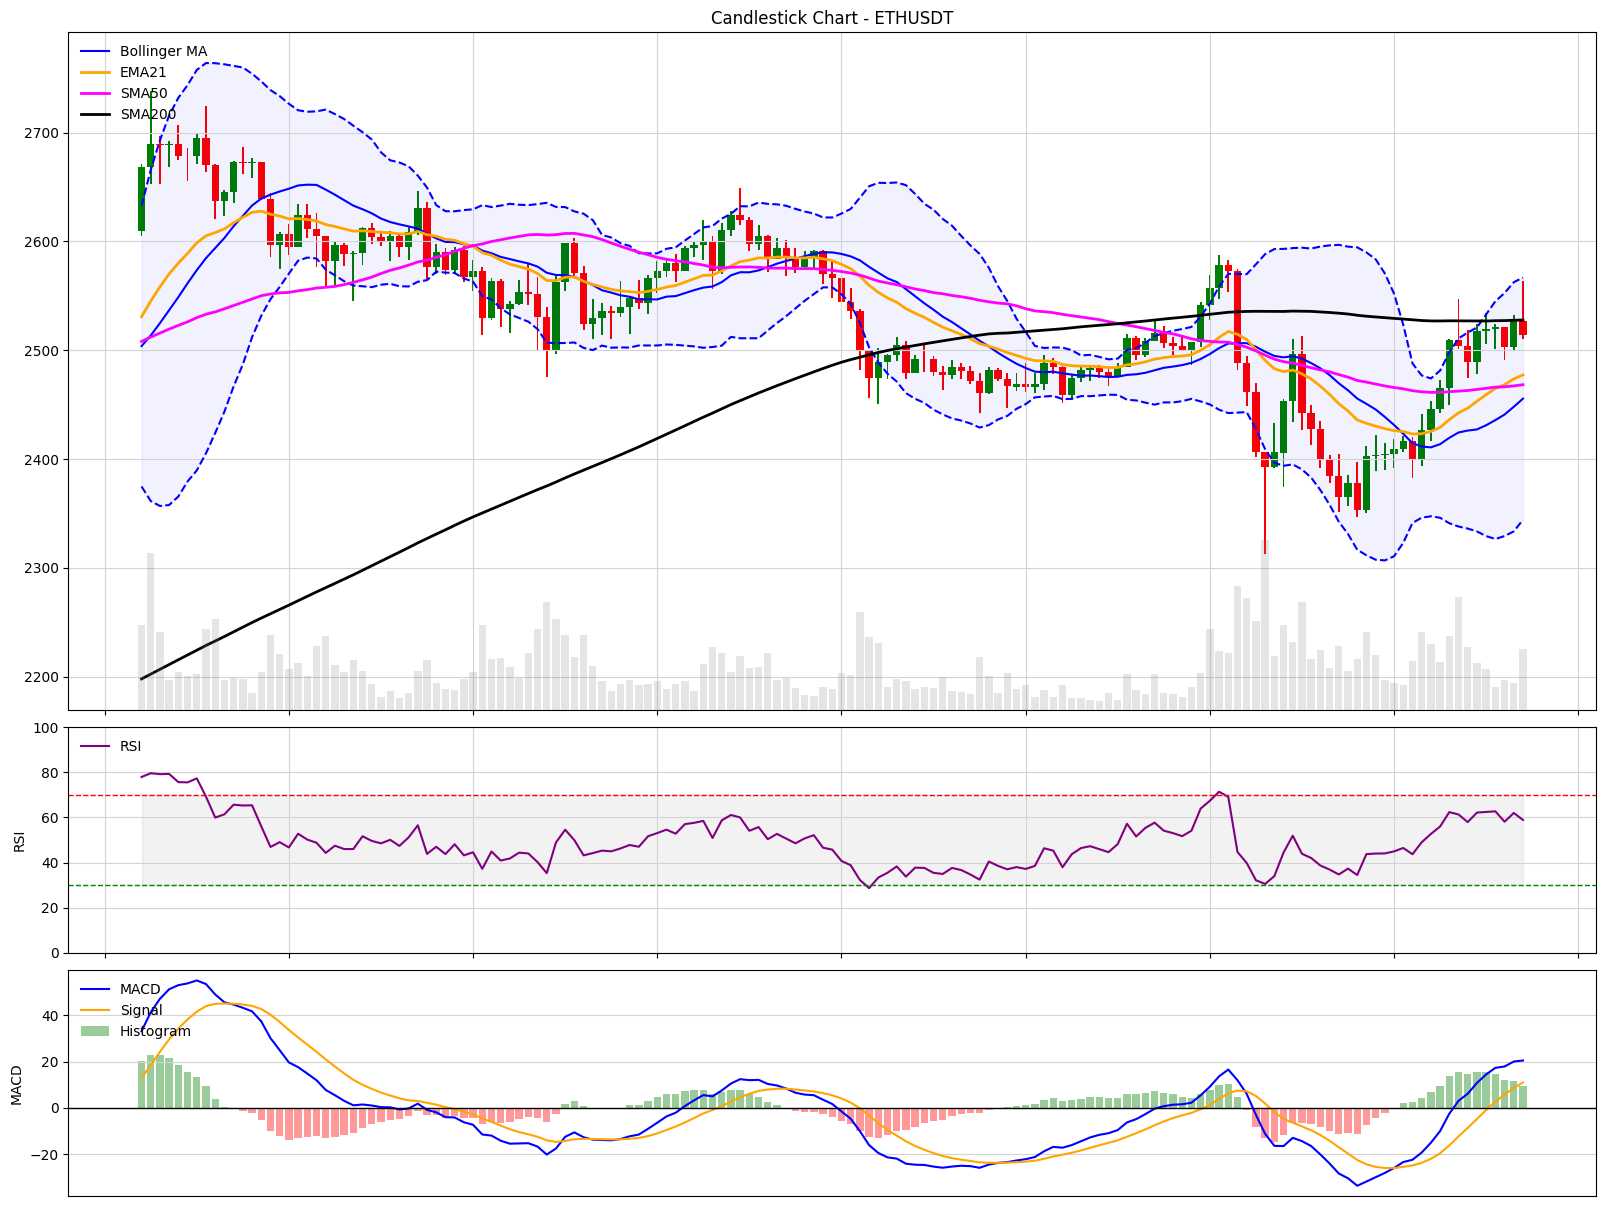 Candlestick Chart - ETHUSDT
Bollinger MA
EMA21
SMA50
SMA200
2700
2600
2500
2400
2300
2200
RSI
100
80
60
40
20
0
RSI
MACD
Signal
Histogram
40
20
0
−20
MACD